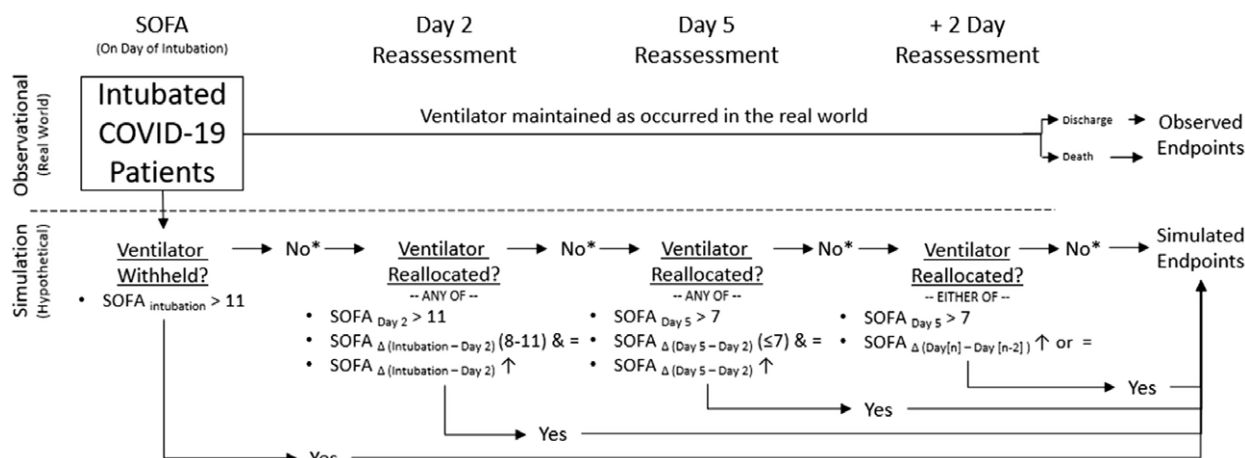 SOFA
(On Day of Intubation)
Day 2
Reassessment
Day 5
Reassessment
+ 2 Day
Reassessment
Observational
(Real World)
Intubated
COVID-19
Patients
Ventilator maintained as occurred in the real world
Discharge
Death
Observed
Endpoints
Simulation
(Hypothetical)
Ventilator
Withheld?
• SOFA intubation > 11
No*
Ventilator
Reallocated?
-- ANY OF --
• SOFA Day 2 > 11
• SOFA Δ (Intubation – Day 2) (8-11) & =
• SOFA Δ (Intubation – Day 2) ↑
No*
Ventilator
Reallocated?
-- ANY OF --
• SOFA Day 5 > 7
• SOFA Δ (Day 5 – Day 2) (≤7) & =
• SOFA Δ (Day 5 – Day 2) ↑
No*
Ventilator
Reallocated?
-- EITHER OF --
• SOFA Day 5 > 7
• SOFA Δ (Day[n] – Day [n-2]) ↑ or =
No*
Simulated
Endpoints
Yes
Yes
Yes
Yes